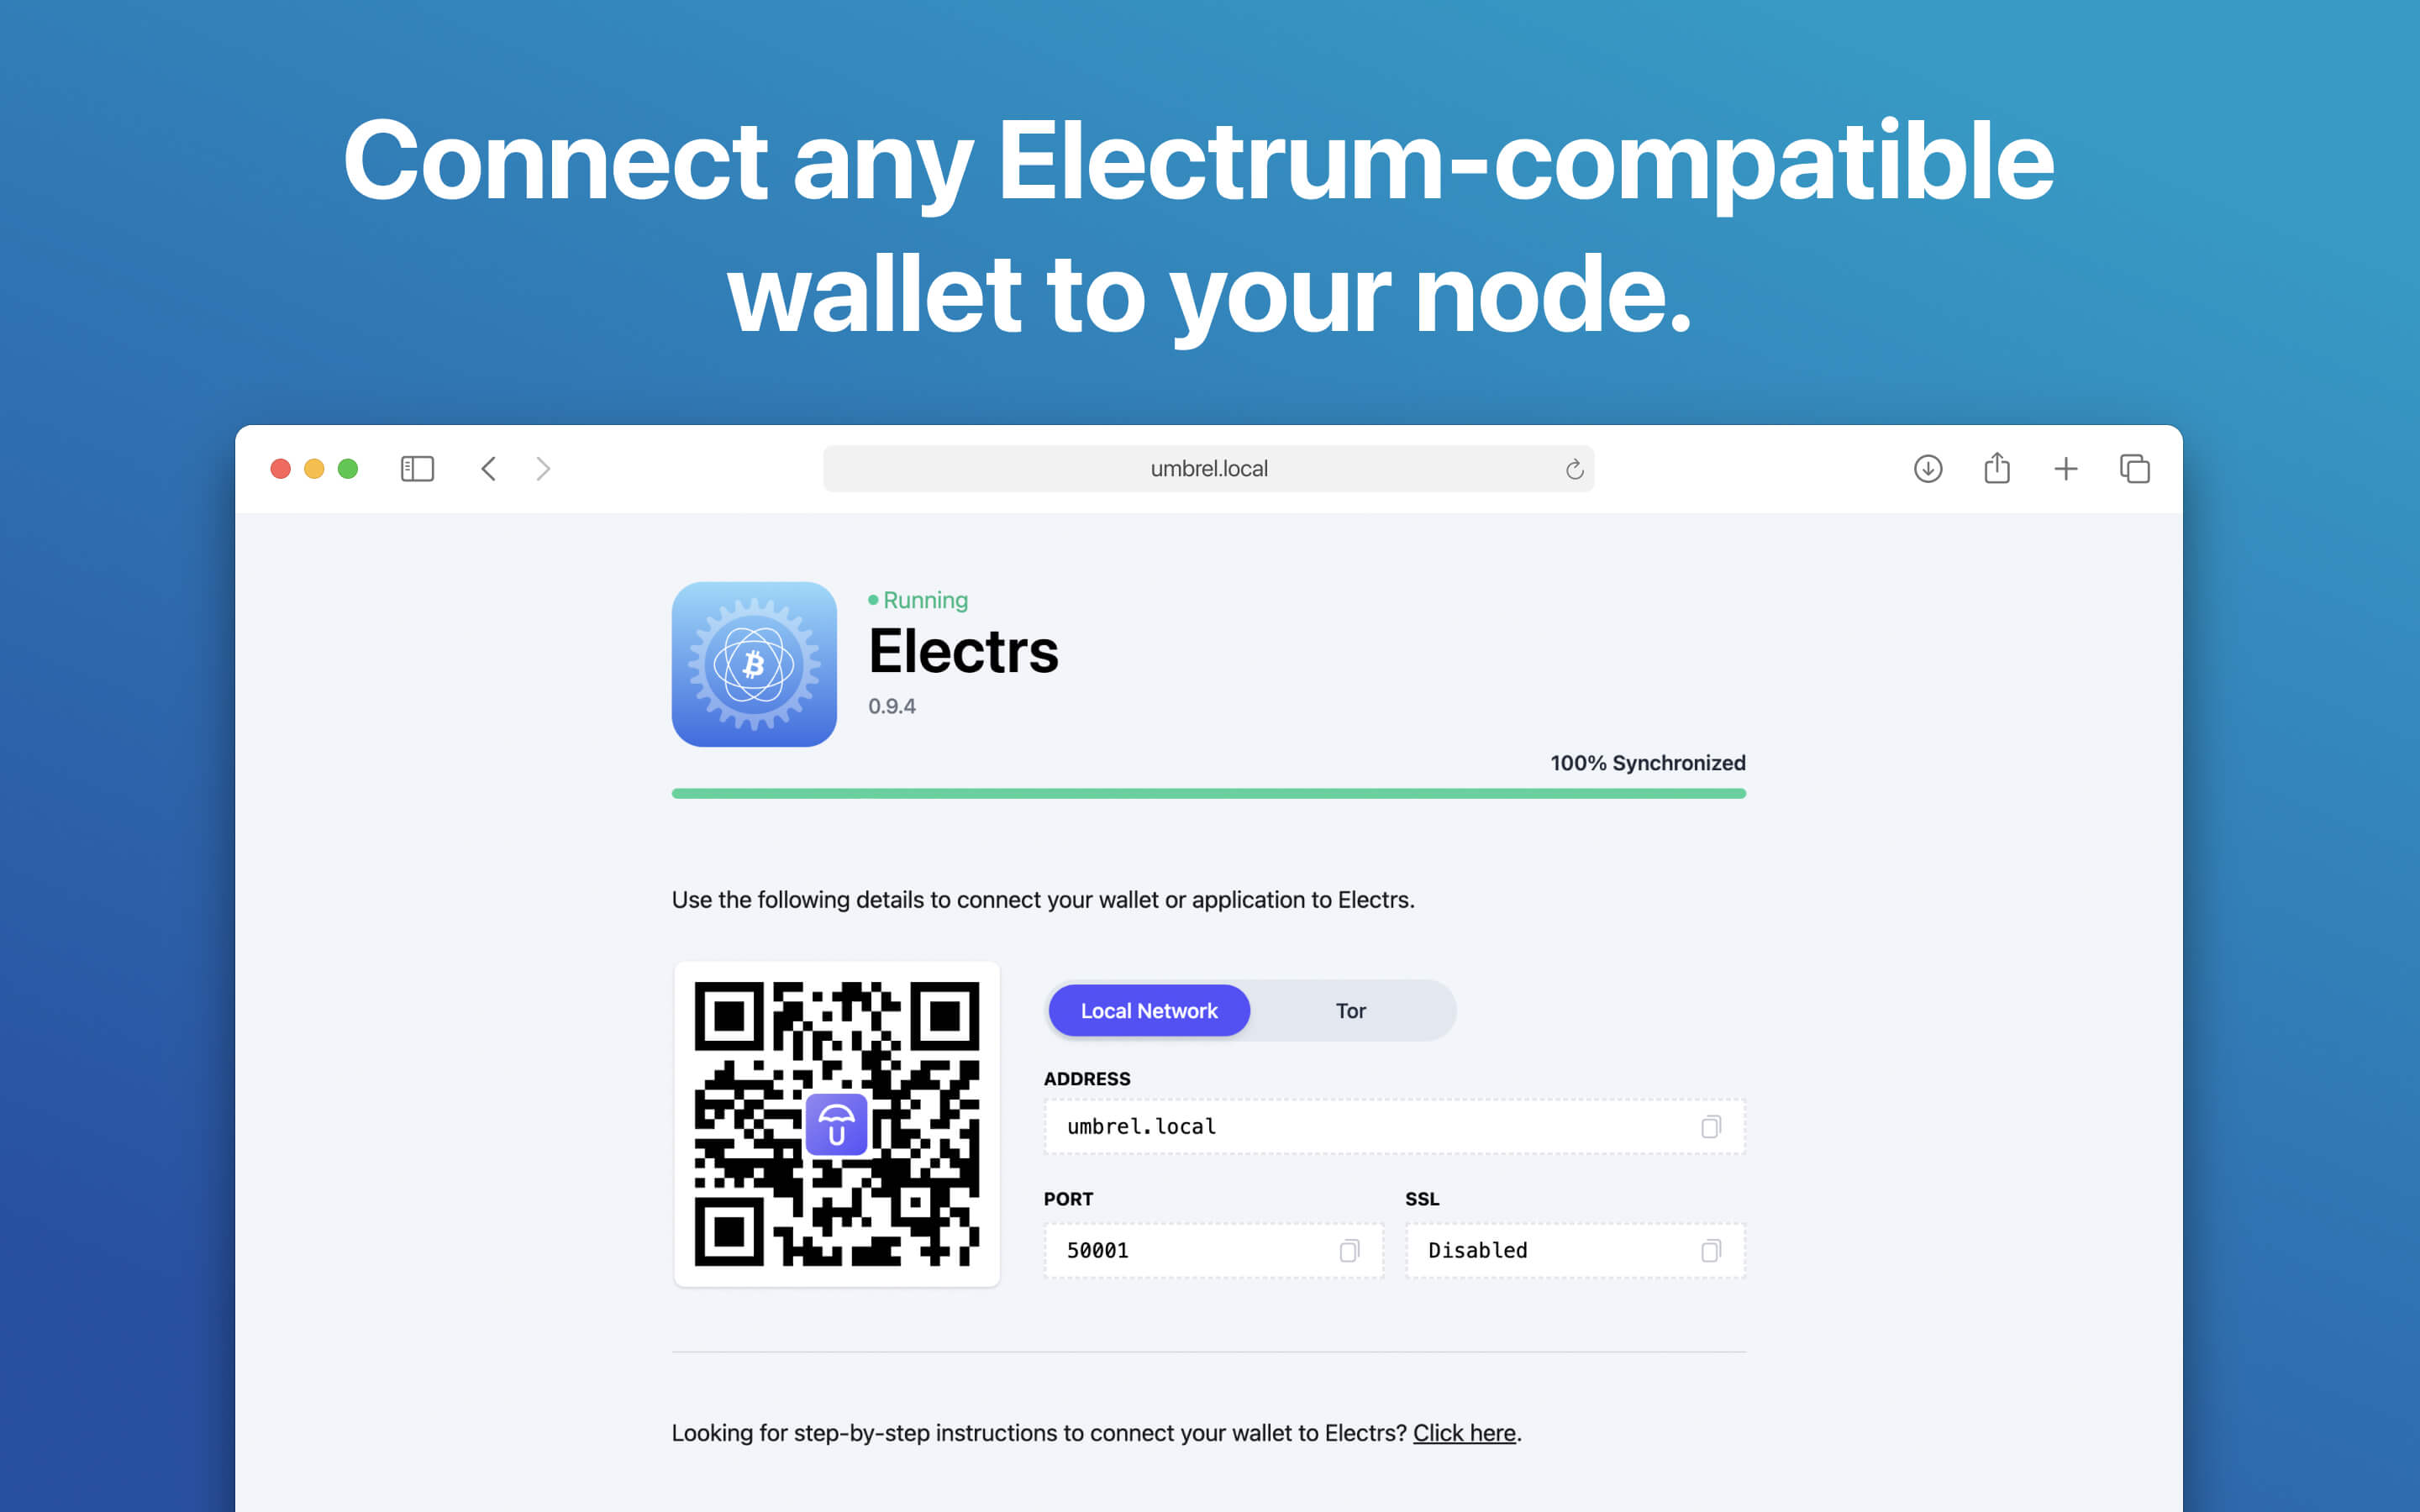 Connect any Electrum-compatible
wallet to your node.
umbrel.local
Running
Electrs
0.9.4
100% Synchronized
Use the following details to connect your wallet or application to Electrs.
Local Network
Tor
ADDRESS
umbrel.local
PORT
SSL
50001
Disabled
Looking for step-by-step instructions to connect your wallet to Electrs? Click here.